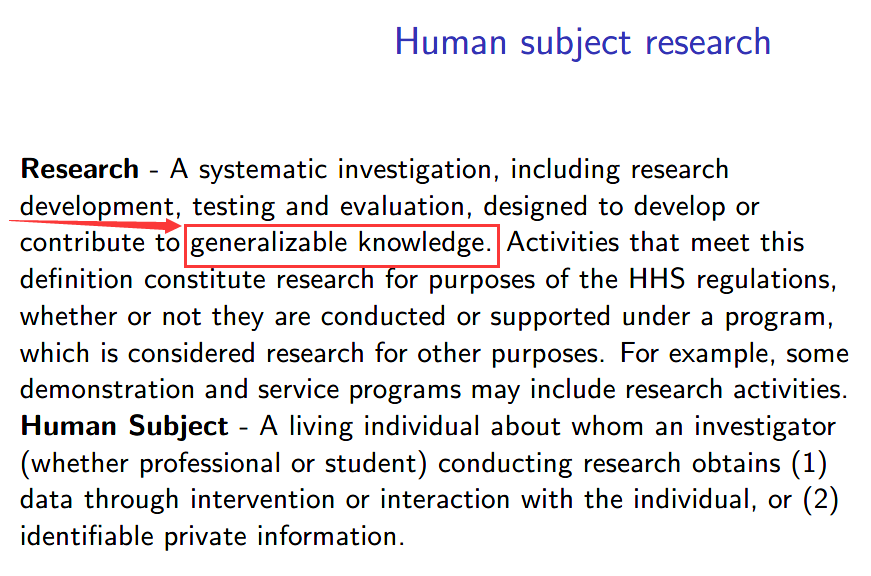 Human subject research
Research - A systematic investigation, including research
development, testing and evaluation, designed to develop or
contribute to generalizable knowledge. Activities that meet this
definition constitute research for purposes of the HHS regulations,
whether or not they are conducted or supported under a program,
which is considered research for other purposes. For example, some
demonstration and service programs may include research activities.
Human Subject - A living individual about whom an investigator
(whether professional or student) conducting research obtains (1)
data through intervention or interaction with the individual, or (2)
identifiable private information.